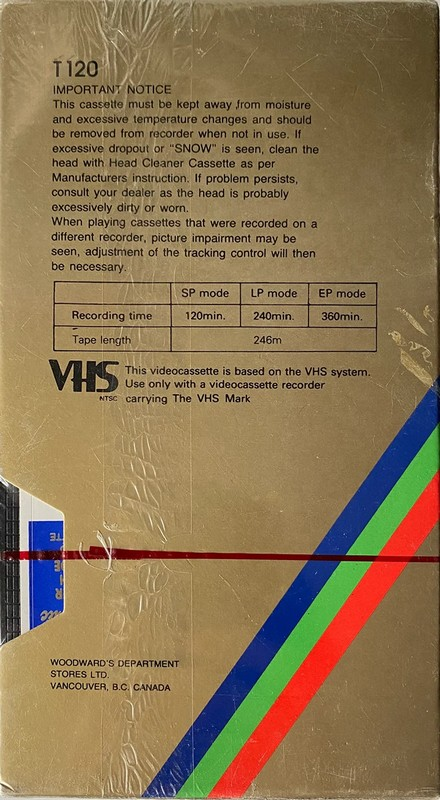 T120
IMPORTANT NOTICE
This cassette must be kept away from moisture
and excessive temperature changes and should
be removed from recorder when not in use. If
excessive dropout or “SNOW” is seen, clean the
head with Head Cleaner Cassette as per
Manufacturers instruction. If problem persists,
consult your dealer as the head is probably
excessively dirty or worn.
When playing cassettes that were recorded on a
different recorder, picture impairment may be
seen, adjustment of the tracking control will then
be necessary.
SP mode LP mode EP mode
Recording time 120min. 240min. 360min.
Tape length 246m
VHS
NTSC
This videocassette is based on the VHS system.
Use only with a videocassette recorder
carrying The VHS Mark
WOODWARD'S DEPARTMENT
STORES LTD.
VANCOUVER, B.C. CANADA